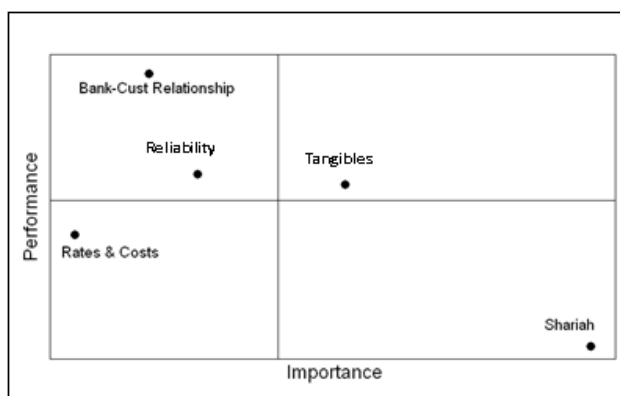 Bank-Cust Relationship
Reliability
Tangibles
Performance
Rates & Costs
Shariah
Importance